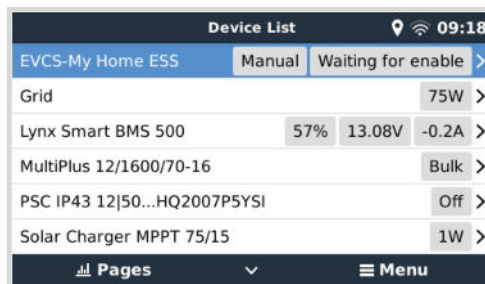 Device List 09:18
EVCS-My Home ESS Manual Waiting for enable
Grid 75W
Lynx Smart BMS 500 57% 13.08V -0.2A
MultiPlus 12/1600/70-16 Bulk
PSC IP43 12|50...HQ2007P5YSI Off
Solar Charger MPPT 75/15 1W
Pages Menu